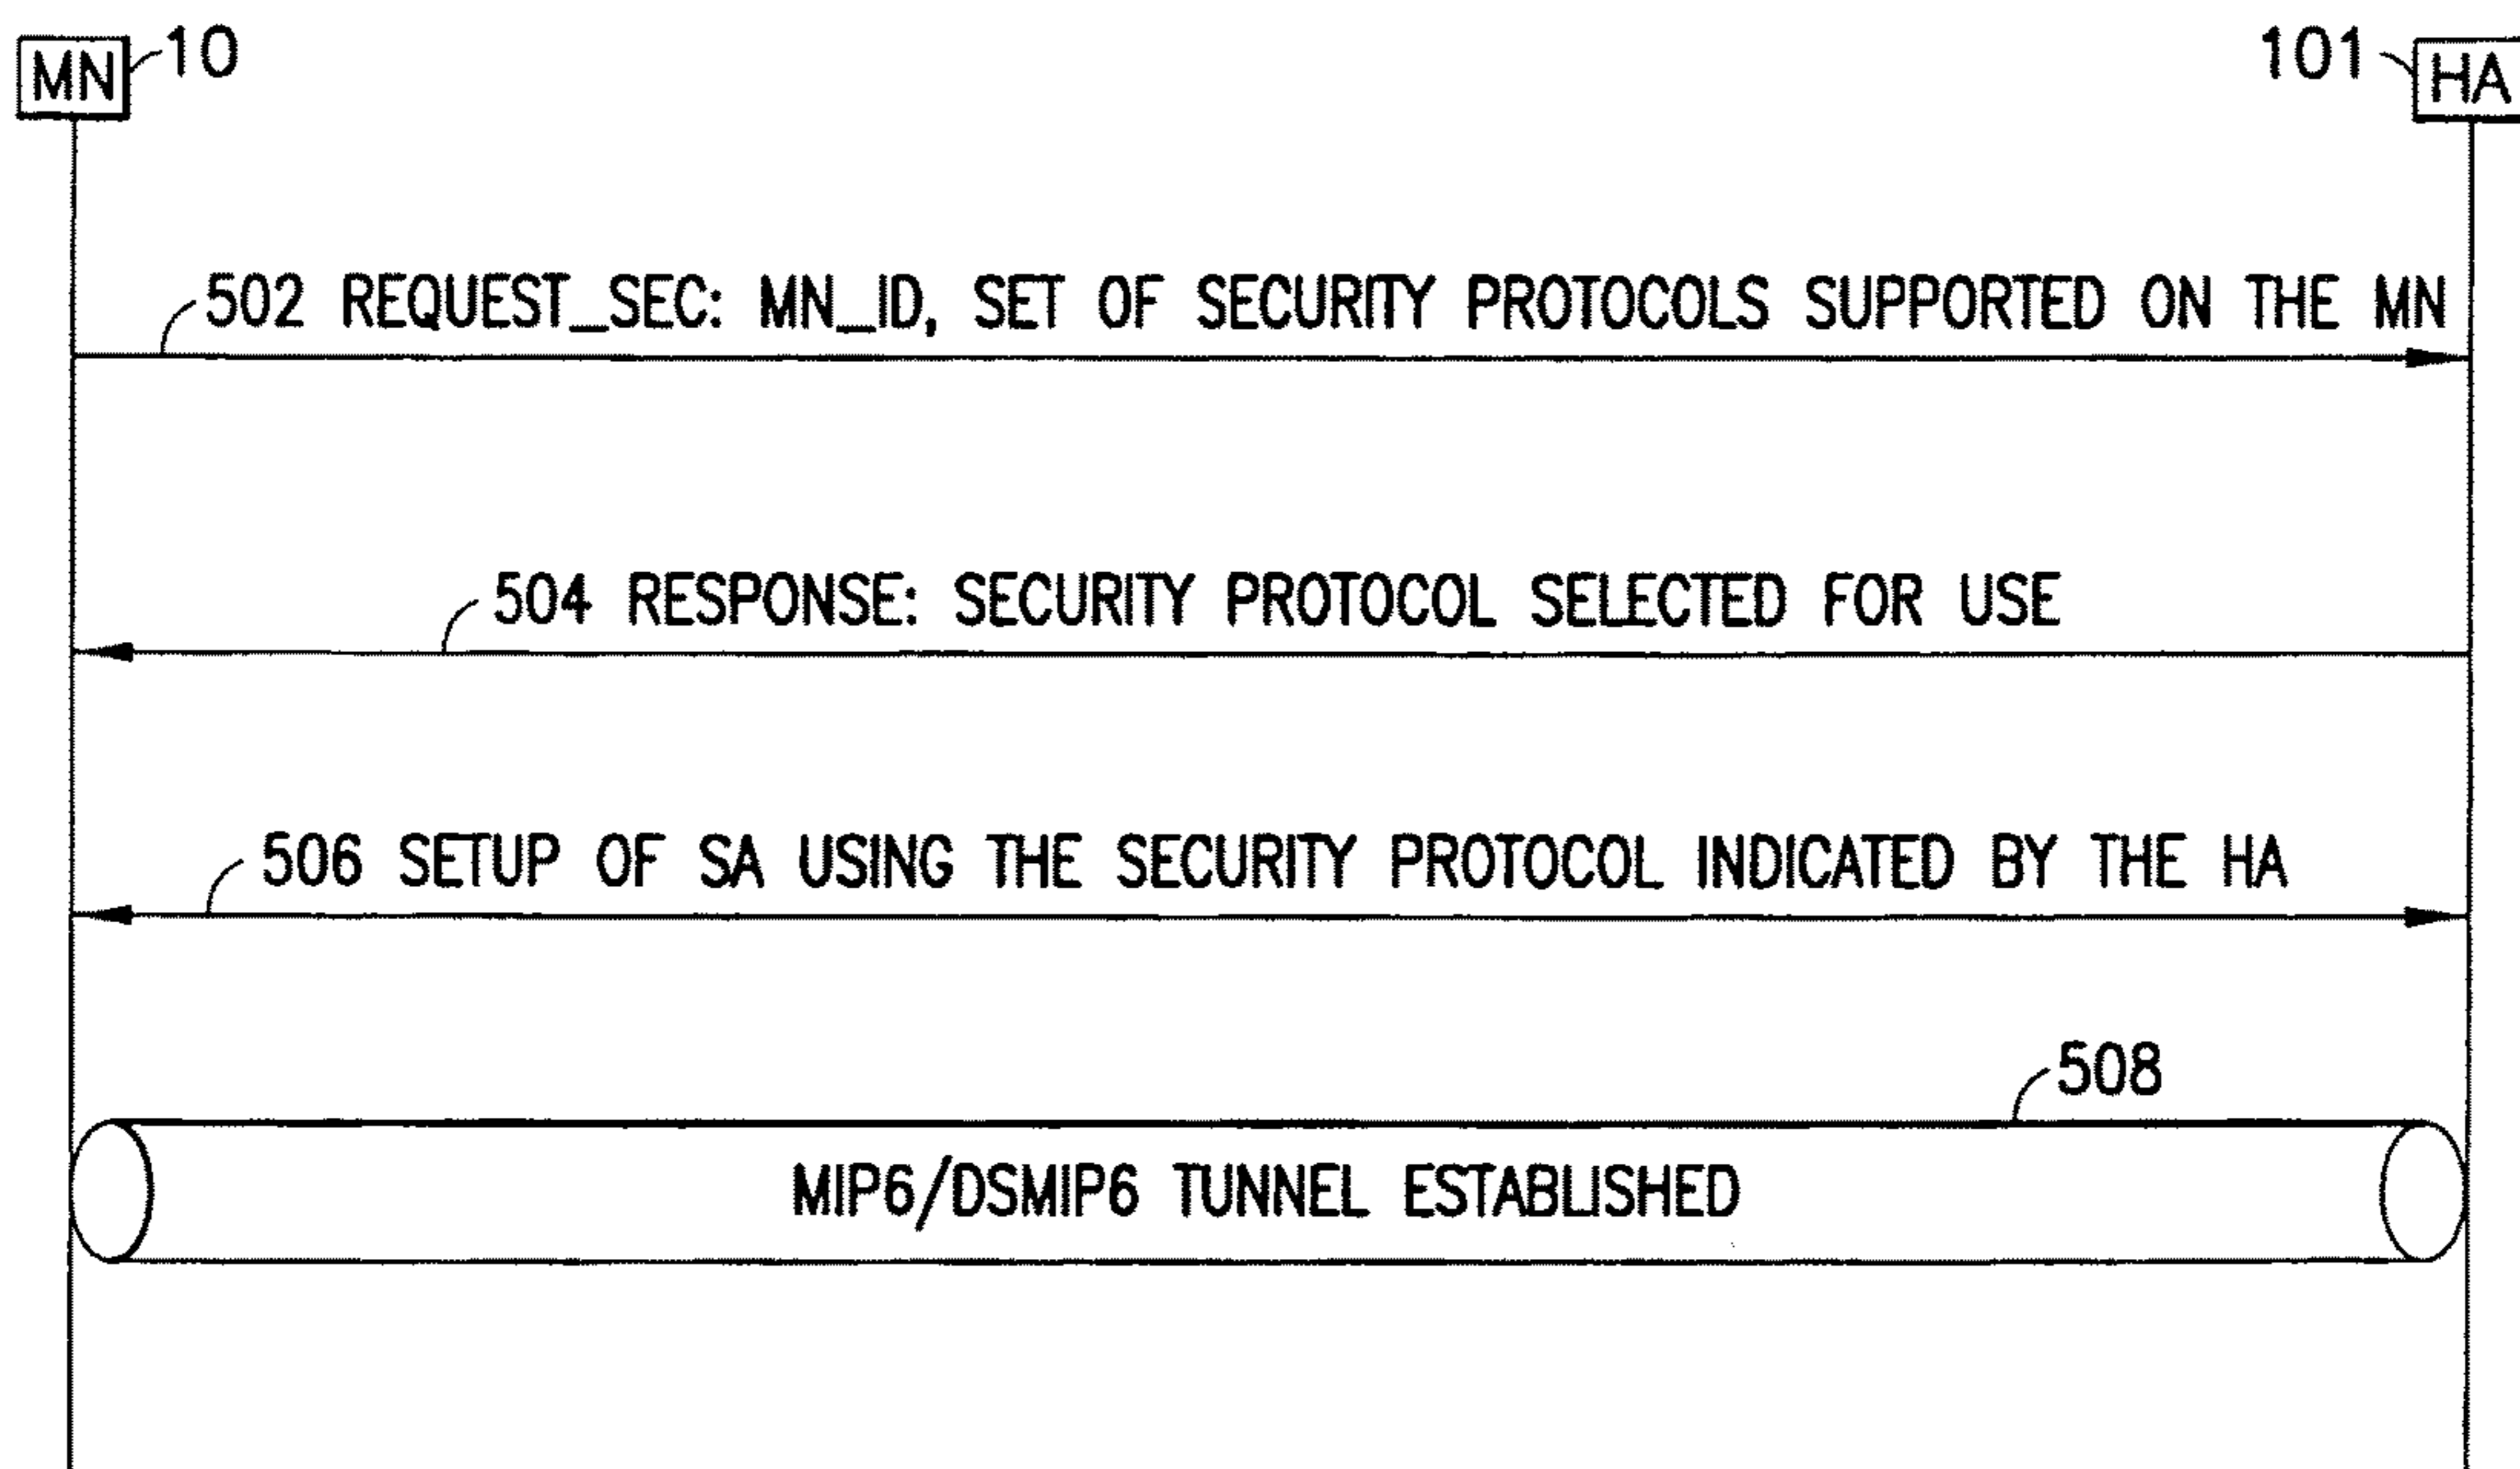 MN 10
101 HA
502 REQUEST_SEC: MN_ID, SET OF SECURITY PROTOCOLS SUPPORTED ON THE MN
504 RESPONSE: SECURITY PROTOCOL SELECTED FOR USE
506 SETUP OF SA USING THE SECURITY PROTOCOL INDICATED BY THE HA
508
MIP6/DSMIP6 TUNNEL ESTABLISHED